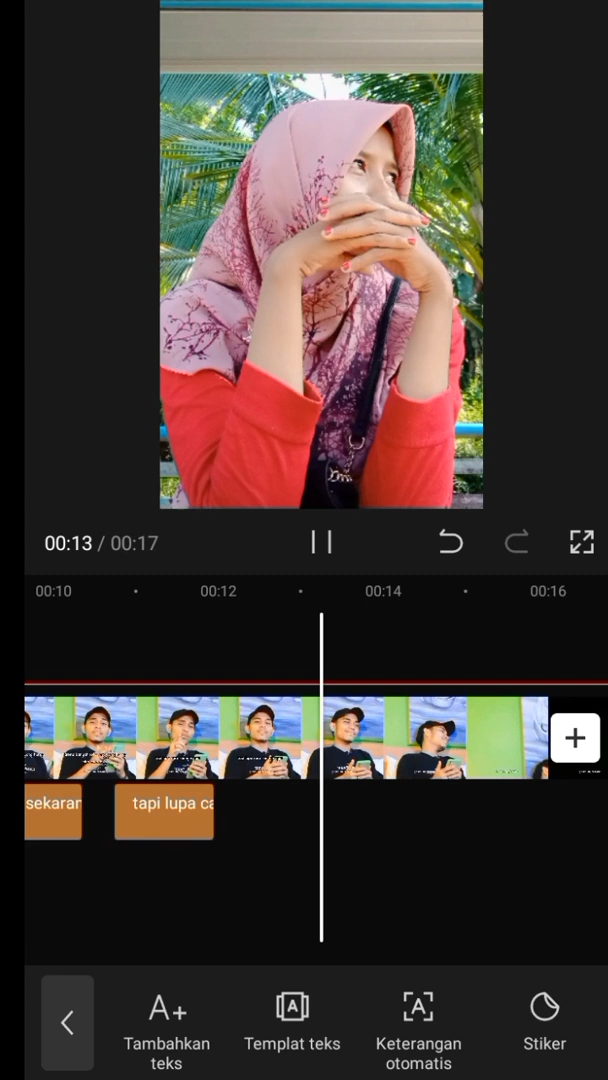 00:13 / 00:17
00:10 00:12 00:14 00:16
sekaran
tapi lupa ca
Tambahkan
teks
Templat teks
Keterangan
otomatis
Stiker